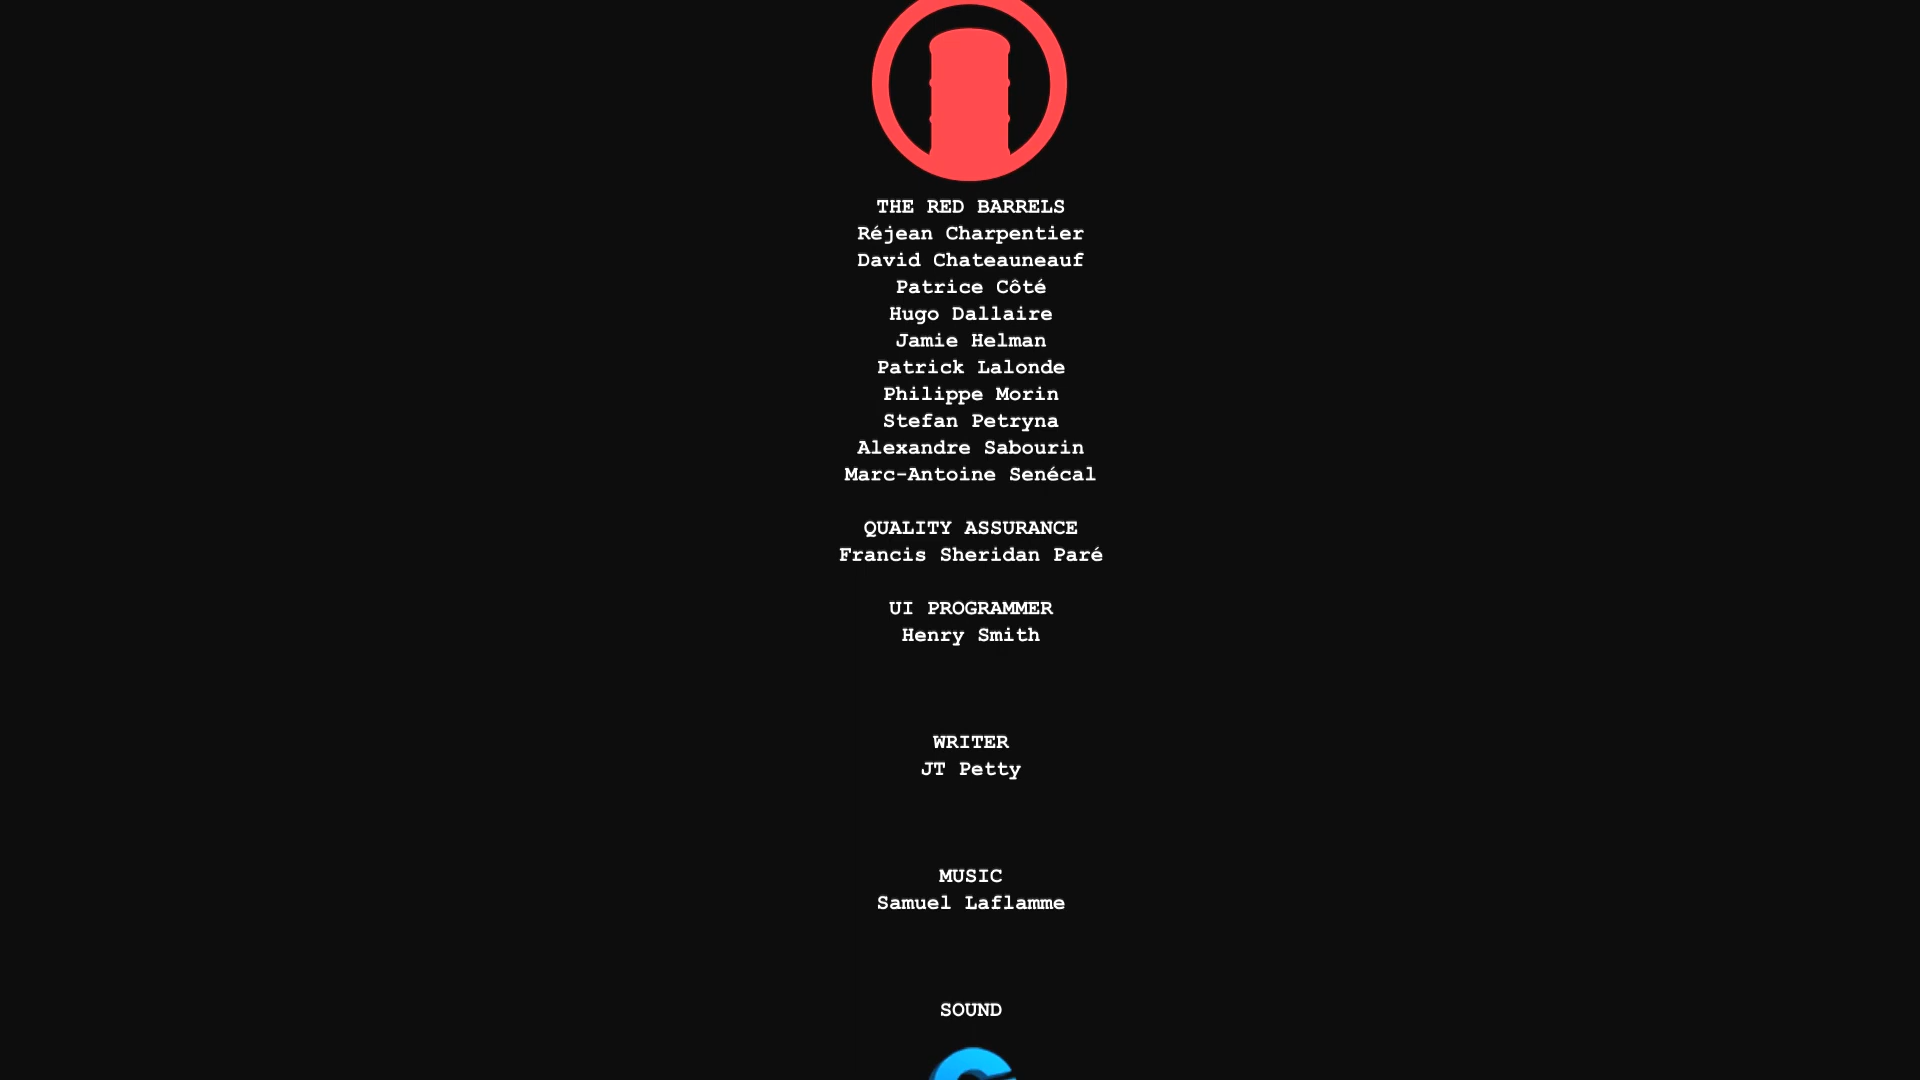 THE RED BARRELS
Réjean Charpentier
David Chateauneuf
Patrice Côté
Hugo Dallaire
Jamie Helman
Patrick Lalonde
Philippe Morin
Stefan Petryna
Alexandre Sabourin
Marc-Antoine Senécal
QUALITY ASSURANCE
Francis Sheridan Paré
UI PROGRAMMER
Henry Smith
WRITER
JT Petty
MUSIC
Samuel Laflamme
SOUND